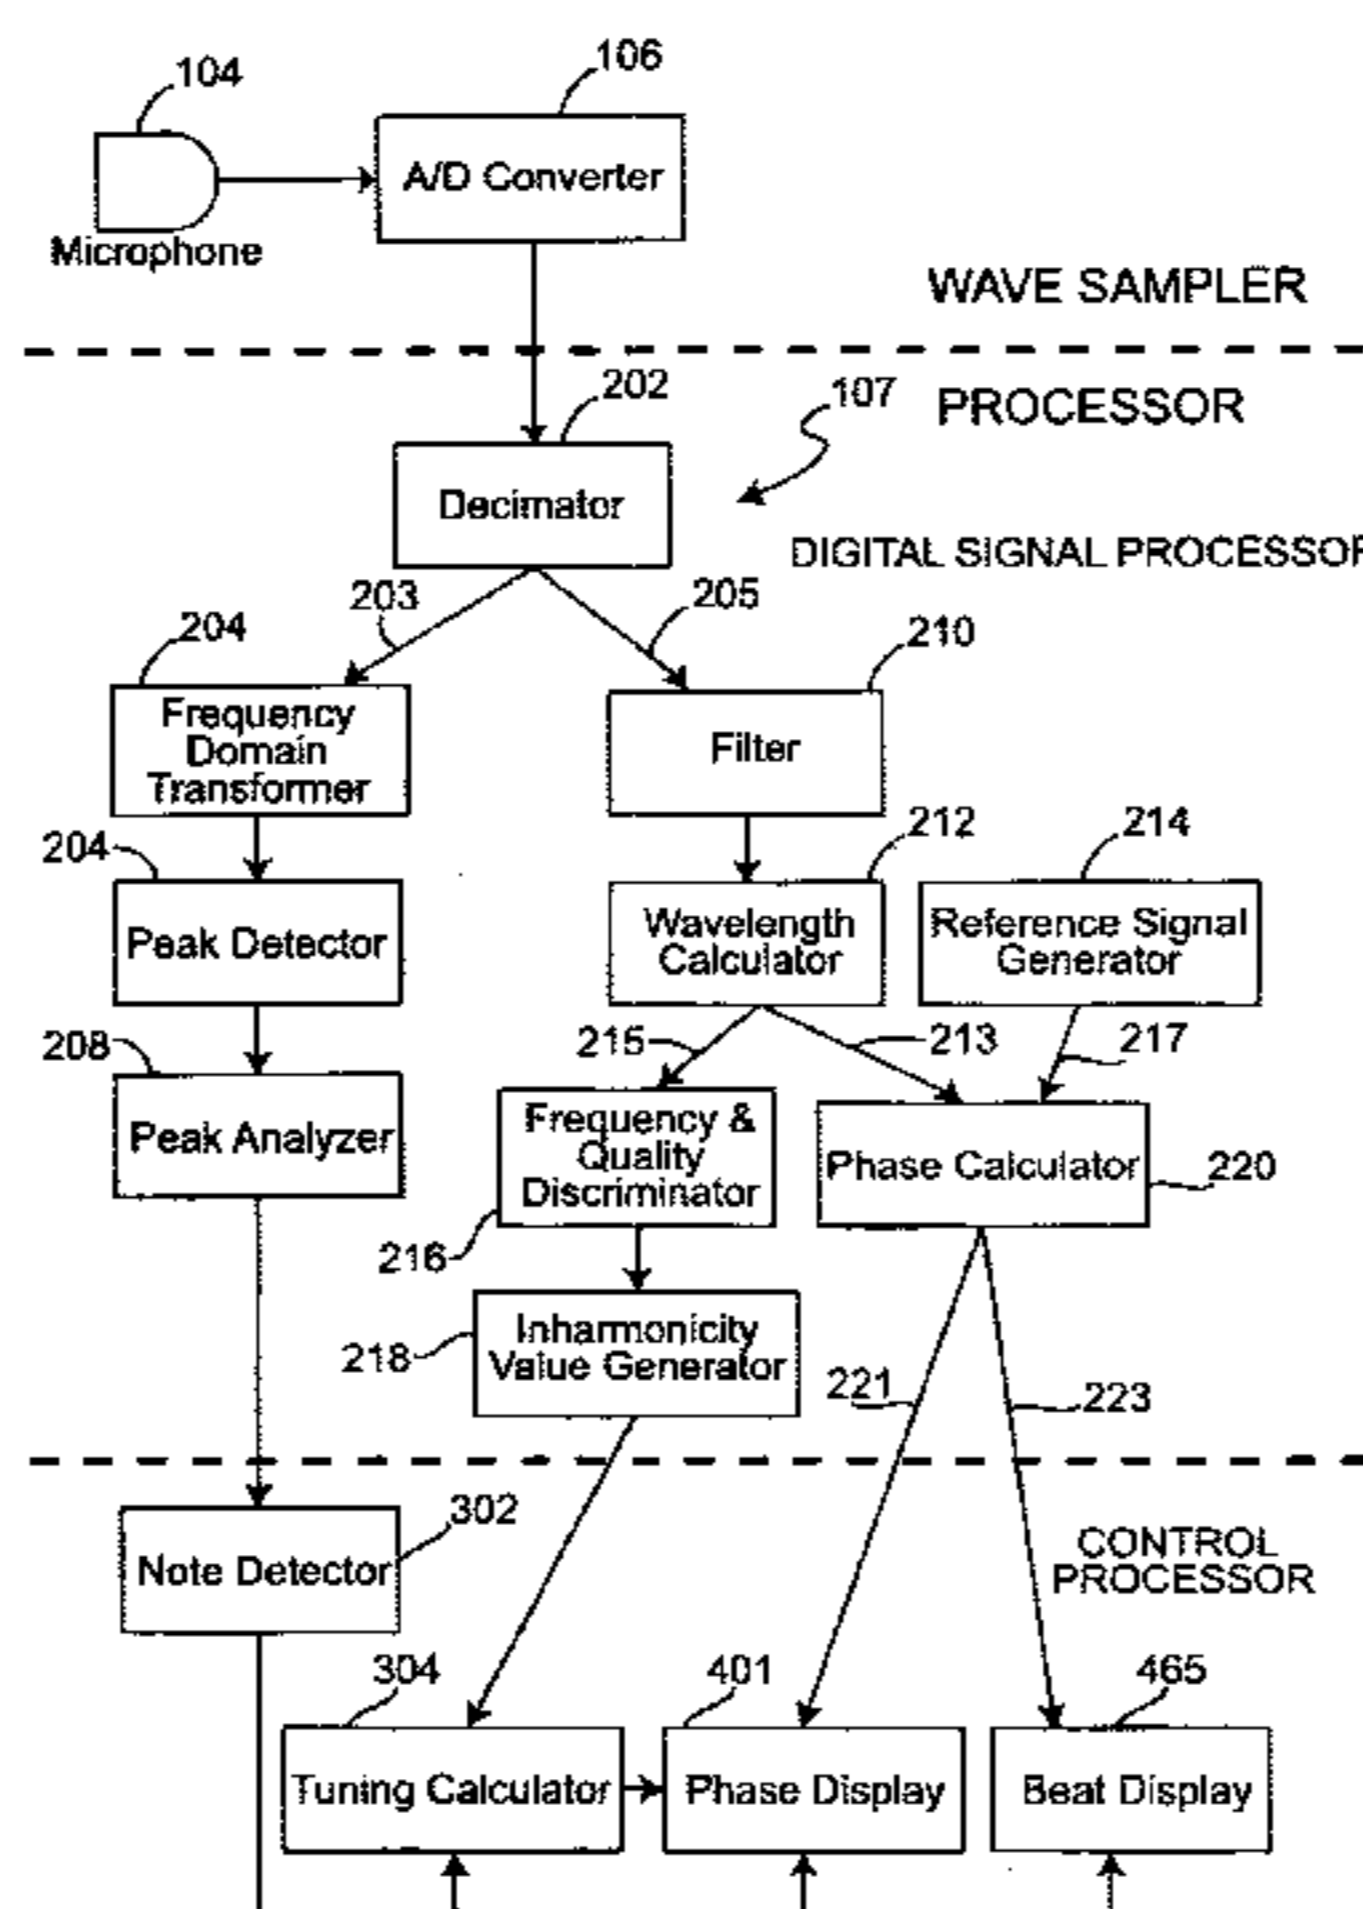 104
106
A/D Converter
Microphone
WAVE SAMPLER
202
107
PROCESSOR
Decimator
DIGITAL SIGNAL PROCESSOR
203
205
204
210
Frequency
Domain
Transformer
Filter
204
212
214
Peak Detector
Wavelength
Calculator
Reference Signal
Generator
208
215
213
217
Peak Analyzer
Frequency &
Quality
Discriminator
Phase Calculator
220
216
218
Inharmonicity
Value Generator
221
223
302
Note Detector
CONTROL
PROCESSOR
304
401
465
Tuning Calculator
Phase Display
Beat Display